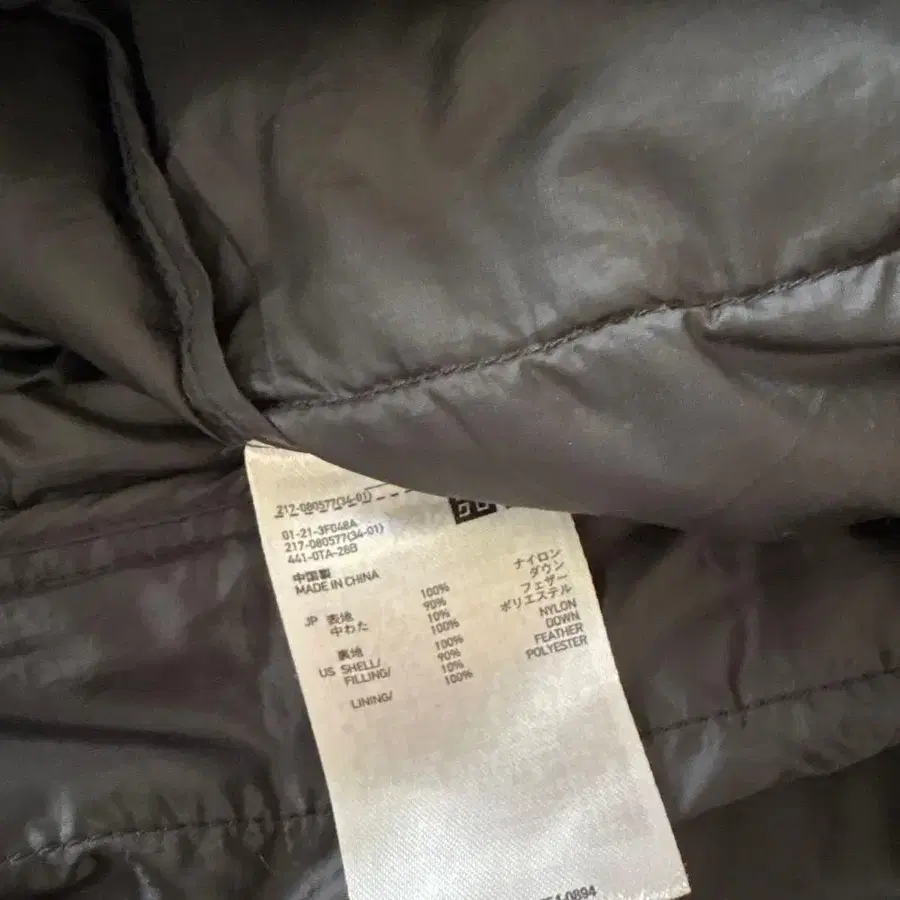 217-080577(34-01)
01-21-3F048A
217-080577(34-01)
441-0TA-28B
中国製
MADE IN CHINA
JP 表地 100% ナイロン
中わた 90% ダウン
10% フェザー
裏地 100% ポリエステル
US SHELL/ 100% NYLON
FILLING/ 90% DOWN
10% FEATHER
LINING/ 100% POLYESTER
0894